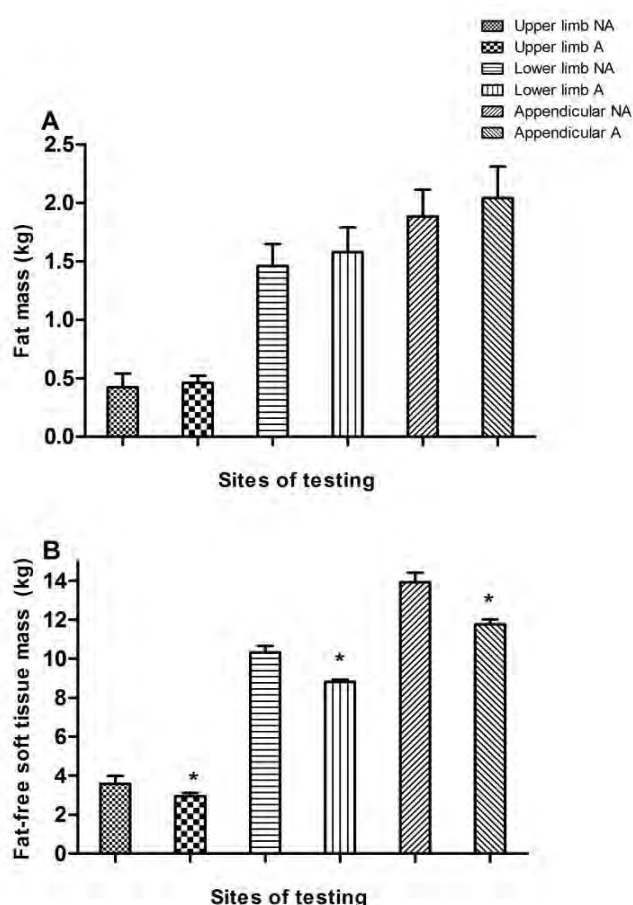 Upper limb NA
Upper limb A
Lower limb NA
Lower limb A
Appendicular NA
Appendicular A
A
Fat mass (kg)
2.5
2.0
1.5
1.0
0.5
0.0
Sites of testing
B
Fat-free soft tissue mass (kg)
14
12
10
8
6
4
2
0
*
*
*
Sites of testing